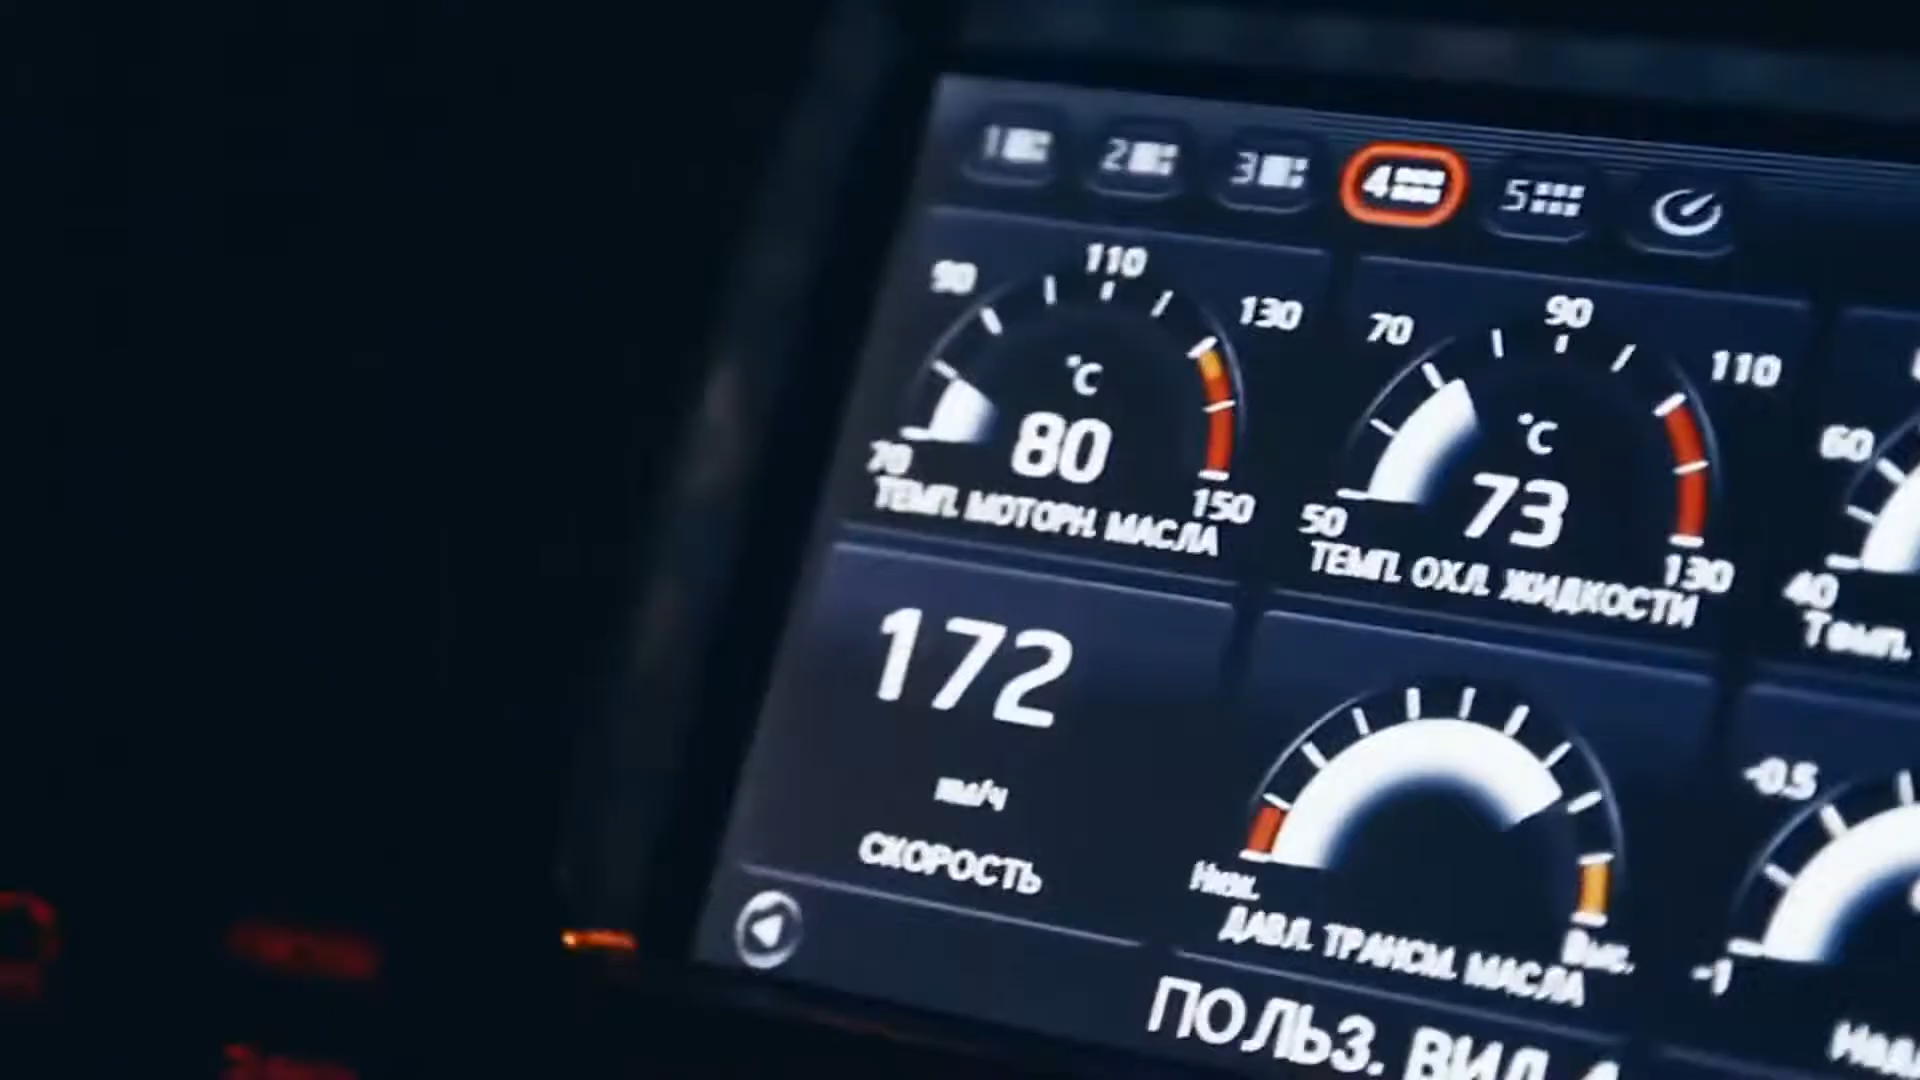 1 2 3 4 5
90 110 130
70 90 110
°C
80
70 150
ТЕМП. МОТОРН. МАСЛА
°C
73
50 130
ТЕМП. ОХЛ. ЖИДКОСТИ
60
40
Темп.
172
км/ч
СКОРОСТЬ
Низк. Выс.
ДАВЛ. ТРАНСМ. МАСЛА
-0.5
-1
ПОЛЬЗ. ВИД 4